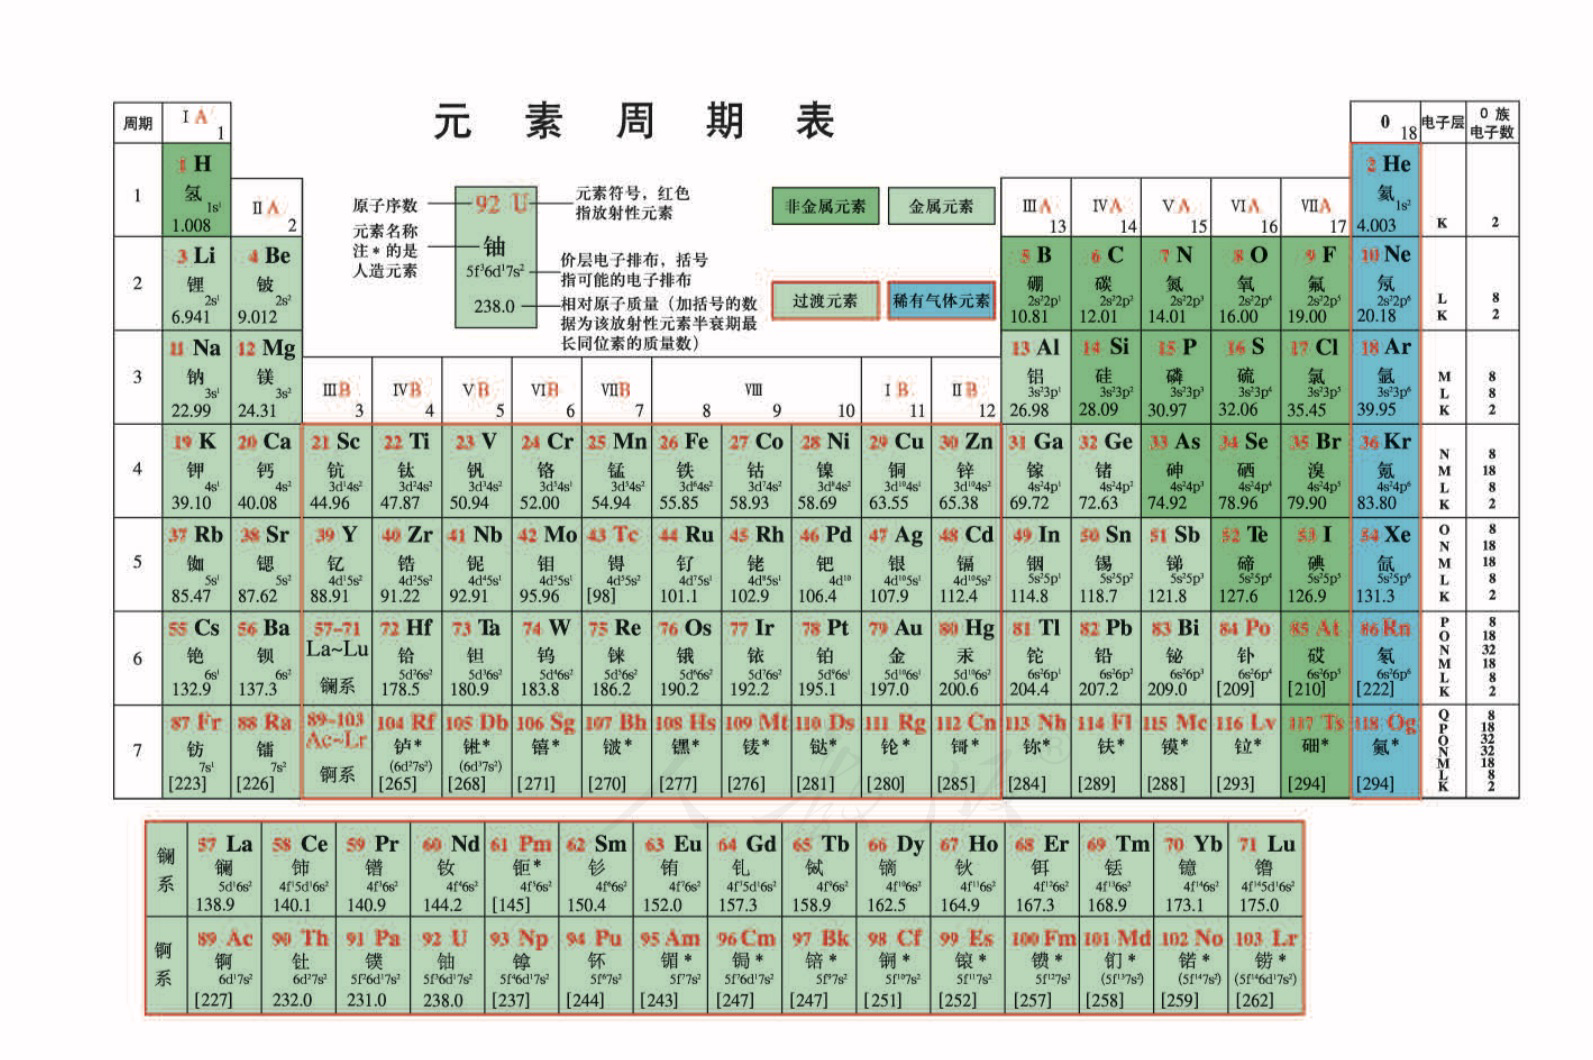 元 素 周 期 表
周期 ⅠA 1 0 18 电子层 0 族电子数
原子序数
元素名称
注 * 的是
人造元素
92 U
铀
5f³6d¹7s²
238.0
元素符号，红色
指放射性元素
价层电子排布，括号
指可能的电子排布
相对原子质量（加括号的数
据为该放射性元素半衰期最
长同位素的质量数）
非金属元素 金属元素
过渡元素 稀有气体元素
1
1 H 2 He
氢 氦
1s¹ 1s²
1.008 4.003
K 2
ⅡA 2 ⅢA 13 ⅣA 14 ⅤA 15 ⅥA 16 ⅦA 17
2
3 Li 4 Be 5 B 6 C 7 N 8 O 9 F 10 Ne
锂 铍 硼 碳 氮 氧 氟 氖
2s¹ 2s² 2s²2p¹ 2s²2p² 2s²2p³ 2s²2p⁴ 2s²2p⁵ 2s²2p⁶
6.941 9.012 10.81 12.01 14.01 16.00 19.00 20.18
L 8
K 2
3
11 Na 12 Mg 13 Al 14 Si 15 P 16 S 17 Cl 18 Ar
钠 镁 铝 硅 磷 硫 氯 氩
3s¹ 3s² 3s²3p¹ 3s²3p² 3s²3p³ 3s²3p⁴ 3s²3p⁵ 3s²3p⁶
22.99 24.31 26.98 28.09 30.97 32.06 35.45 39.95
M 8
L 8
K 2
ⅢB 3 ⅣB 4 ⅤB 5 ⅥB 6 ⅦB 7 Ⅷ 8 9 10 ⅠB 11 ⅡB 12
4
19 K 20 Ca 21 Sc 22 Ti 23 V 24 Cr 25 Mn 26 Fe 27 Co 28 Ni 29 Cu 30 Zn 31 Ga 32 Ge 33 As 34 Se 35 Br 36 Kr
钾 钙 钪 钛 钒 铬 锰 铁 钴 镍 铜 锌 镓 锗 砷 硒 溴 氪
4s¹ 4s² 3d¹4s² 3d²4s² 3d³4s² 3d⁵4s¹ 3d⁵4s² 3d⁶4s² 3d⁷4s² 3d⁸4s² 3d¹⁰4s¹ 3d¹⁰4s² 4s²4p¹ 4s²4p² 4s²4p³ 4s²4p⁴ 4s²4p⁵ 4s²4p⁶
39.10 40.08 44.96 47.87 50.94 52.00 54.94 55.85 58.93 58.69 63.55 65.38 69.72 72.63 74.92 78.96 79.90 83.80
N 8
M 18
L 8
K 2
5
37 Rb 38 Sr 39 Y 40 Zr 41 Nb 42 Mo 43 Tc 44 Ru 45 Rh 46 Pd 47 Ag 48 Cd 49 In 50 Sn 51 Sb 52 Te 53 I 54 Xe
铷 锶 钇 锆 铌 钼 锝 钌 铑 钯 银 镉 铟 锡 锑 碲 碘 氙
5s¹ 5s² 4d¹5s² 4d²5s² 4d⁴5s¹ 4d⁵5s¹ 4d⁵5s² 4d⁷5s¹ 4d⁸5s¹ 4d¹⁰ 4d¹⁰5s¹ 4d¹⁰5s² 5s²5p¹ 5s²5p² 5s²5p³ 5s²5p⁴ 5s²5p⁵ 5s²5p⁶
85.47 87.62 88.91 91.22 92.91 95.96 [98] 101.1 102.9 106.4 107.9 112.4 114.8 118.7 121.8 127.6 126.9 131.3
O 8
N 18
M 18
L 8
K 2
6
55 Cs 56 Ba 57~71 72 Hf 73 Ta 74 W 75 Re 76 Os 77 Ir 78 Pt 79 Au 80 Hg 81 Tl 82 Pb 83 Bi 84 Po 85 At 86 Rn
铯 钡 La~Lu 铪 钽 钨 铼 锇 铱 铂 金 汞 铊 铅 铋 钋 砹 氡
6s¹ 6s² 镧系 5d²6s² 5d³6s² 5d⁴6s² 5d⁵6s² 5d⁶6s² 5d⁷6s² 5d⁹6s¹ 5d¹⁰6s¹ 5d¹⁰6s² 6s²6p¹ 6s²6p² 6s²6p³ 6s²6p⁴ 6s²6p⁵ 6s²6p⁶
132.9 137.3 178.5 180.9 183.8 186.2 190.2 192.2 195.1 197.0 200.6 204.4 207.2 209.0 [209] [210] [222]
P 8
O 18
N 32
M 18
L 8
K 2
7
87 Fr 88 Ra 89~103 104 Rf 105 Db 106 Sg 107 Bh 108 Hs 109 Mt 110 Ds 111 Rg 112 Cn 113 Nh 114 Fl 115 Mc 116 Lv 117 Ts 118 Og
钫 镭 Ac~Lr 𬬻* 𬭊* 𬭳* 𬭛* 𬭶* 鿏* 𫟼* 𬬭* 鿔* 鿭* 𫓧* 镆* 𫟷* 鿬* 鿫*
7s¹ 7s² 锕系 (6d²7s²) (6d³7s²)
[223] [226] [265] [268] [271] [270] [277] [276] [281] [280] [285] [284] [289] [288] [293] [294] [294]
Q 8
P 18
O 32
N 32
M 18
L 8
K 2
镧系
57 La 58 Ce 59 Pr 60 Nd 61 Pm 62 Sm 63 Eu 64 Gd 65 Tb 66 Dy 67 Ho 68 Er 69 Tm 70 Yb 71 Lu
镧 铈 镨 钕 钷* 钐 铕 钆 铽 镝 钬 铒 铥 镱 镥
5d¹6s² 4f¹5d¹6s² 4f³6s² 4f⁴6s² 4f⁵6s² 4f⁶6s² 4f⁷6s² 4f⁷5d¹6s² 4f⁹6s² 4f¹⁰6s² 4f¹¹6s² 4f¹²6s² 4f¹³6s² 4f¹⁴6s² 4f¹⁴5d¹6s²
138.9 140.1 140.9 144.2 [145] 150.4 152.0 157.3 158.9 162.5 164.9 167.3 168.9 173.1 175.0
锕系
89 Ac 90 Th 91 Pa 92 U 93 Np 94 Pu 95 Am 96 Cm 97 Bk 98 Cf 99 Es 100 Fm 101 Md 102 No 103 Lr
锕 钍 镤 铀 镎 钚 镅* 锔* 锫* 锎* 锿* 镄* 钔* 锘* 铹*
6d¹7s² 6d²7s² 5f²6d¹7s² 5f³6d¹7s² 5f⁴6d¹7s² 5f⁶7s² 5f⁷7s² 5f⁷6d¹7s² 5f⁹7s² 5f¹⁰7s² 5f¹¹7s² 5f¹²7s² (5f¹³7s²) (5f¹⁴7s²) (5f¹⁴6d¹7s²)
[227] 232.0 231.0 238.0 [237] [244] [243] [247] [247] [251] [252] [257] [258] [259] [262]